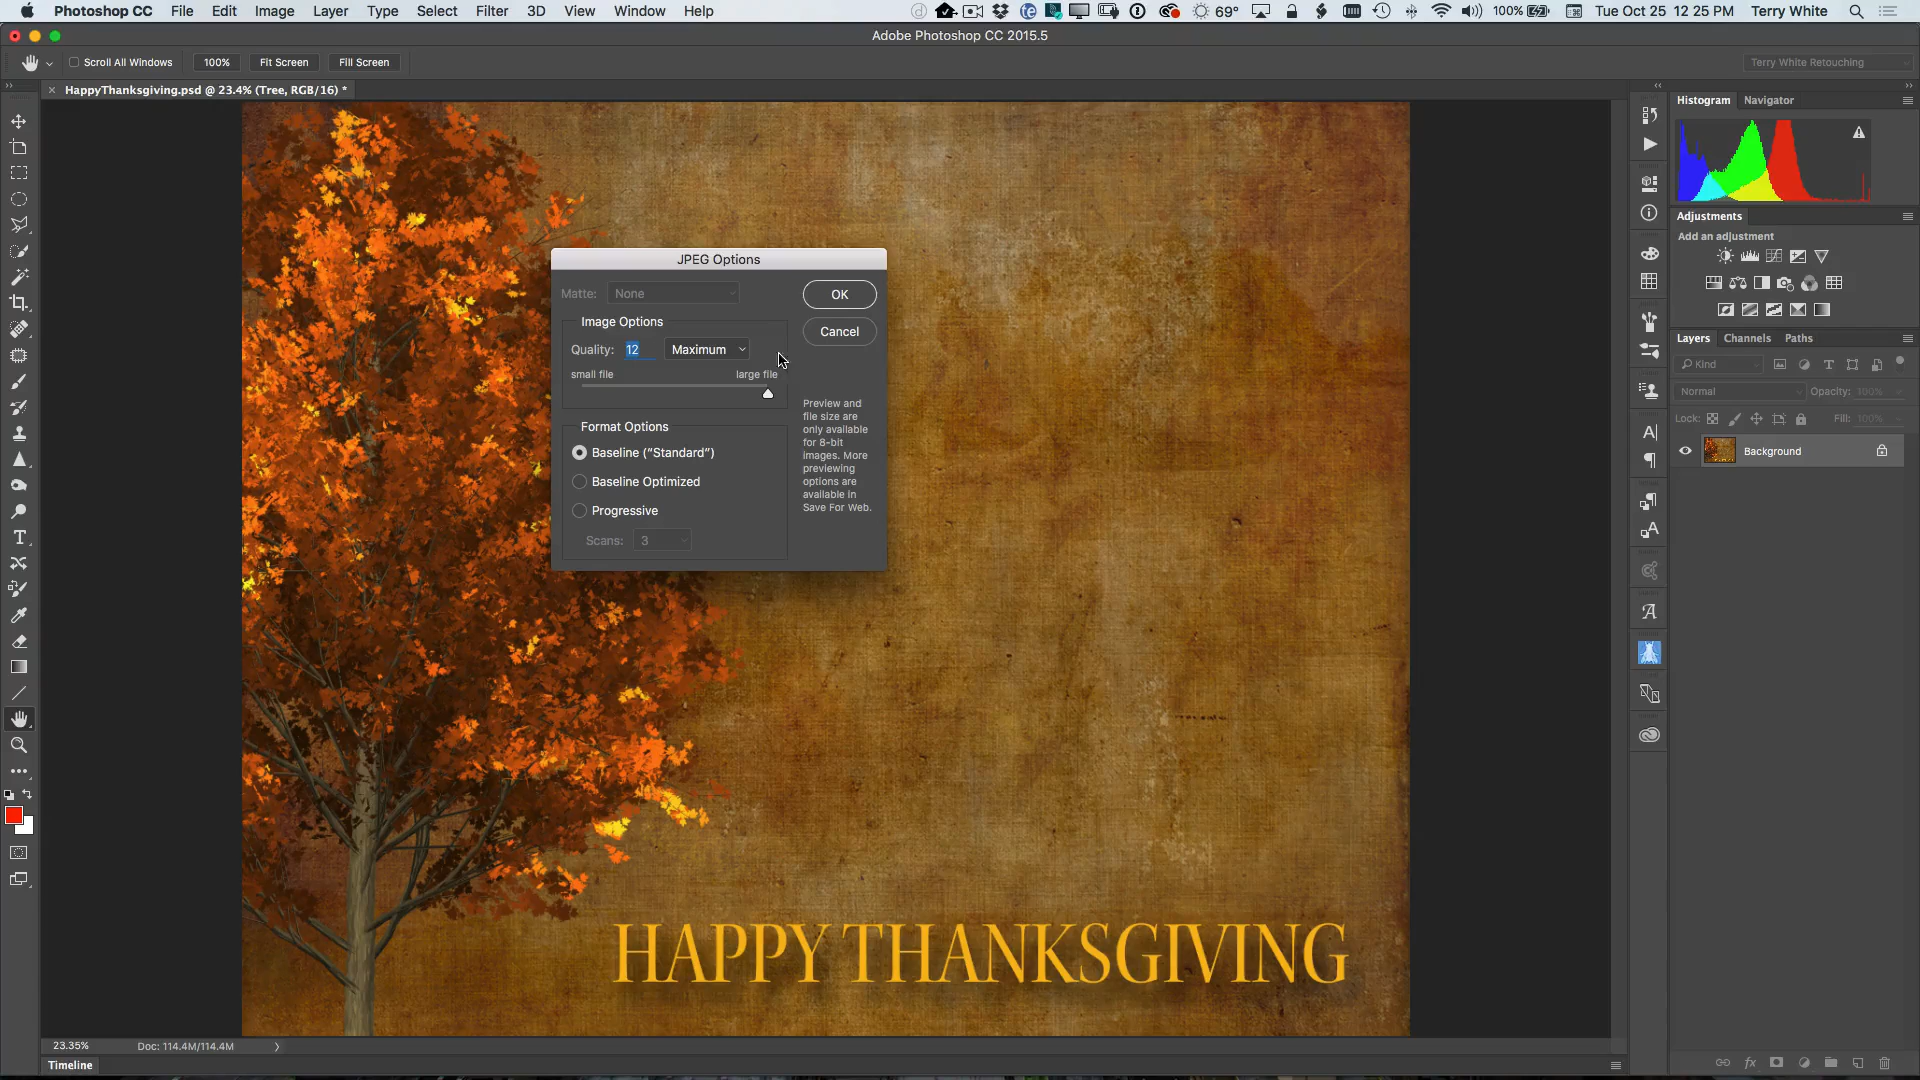 Photoshop CC File Edit Image Layer Type Select Filter 3D View Window Help 69° 100% Tue Oct 25 12 25 PM Terry White
Adobe Photoshop CC 2015.5
Scroll All Windows 100% Fit Screen Fill Screen Terry White Retouching
HappyThanksgiving.psd @ 23.4% (Tree, RGB/16) *
Histogram Navigator
Adjustments
Add an adjustment
JPEG Options
Matte: None OK
Image Options
Cancel
Quality: 12 Maximum
small file large file
Preview and
file size are
only available
for 8-bit
images. More
previewing
options are
available in
Save For Web.
Format Options
Baseline (“Standard”)
Baseline Optimized
Progressive
Scans: 3
Layers Channels Paths
Kind
Normal Opacity: 100%
Lock: Fill: 100%
Background
HAPPY THANKSGIVING
23.35% Doc: 114.4M/114.4M
Timeline